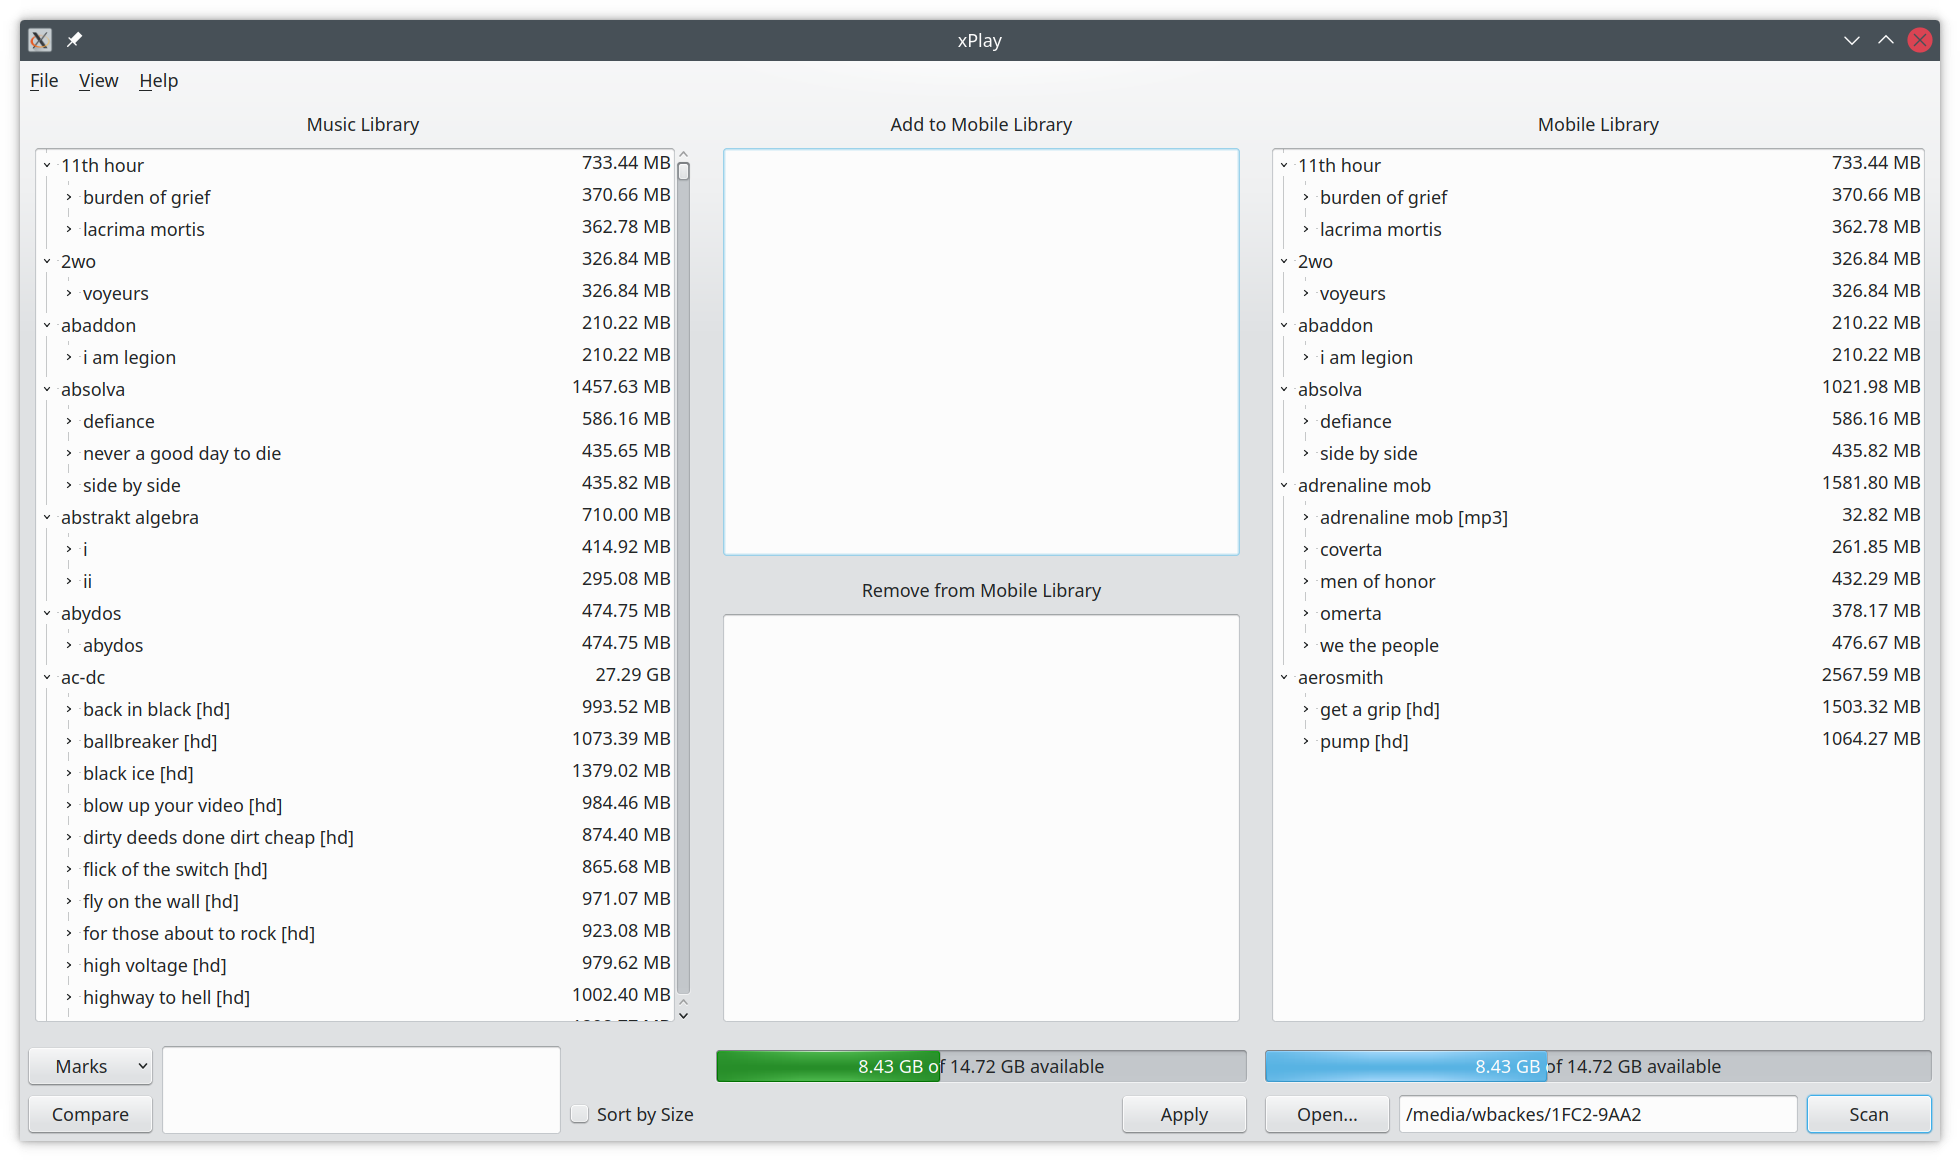 xPlay
File View Help
Music Library
11th hour 733.44 MB
burden of grief 370.66 MB
lacrima mortis 362.78 MB
2wo 326.84 MB
voyeurs 326.84 MB
abaddon 210.22 MB
i am legion 210.22 MB
absolva 1457.63 MB
defiance 586.16 MB
never a good day to die 435.65 MB
side by side 435.82 MB
abstrakt algebra 710.00 MB
i 414.92 MB
ii 295.08 MB
abydos 474.75 MB
abydos 474.75 MB
ac-dc 27.29 GB
back in black [hd] 993.52 MB
ballbreaker [hd] 1073.39 MB
black ice [hd] 1379.02 MB
blow up your video [hd] 984.46 MB
dirty deeds done dirt cheap [hd] 874.40 MB
flick of the switch [hd] 865.68 MB
fly on the wall [hd] 971.07 MB
for those about to rock [hd] 923.08 MB
high voltage [hd] 979.62 MB
highway to hell [hd] 1002.40 MB
Marks
Compare
Sort by Size
Add to Mobile Library
Remove from Mobile Library
8.43 GB of 14.72 GB available
Apply
Mobile Library
11th hour 733.44 MB
burden of grief 370.66 MB
lacrima mortis 362.78 MB
2wo 326.84 MB
voyeurs 326.84 MB
abaddon 210.22 MB
i am legion 210.22 MB
absolva 1021.98 MB
defiance 586.16 MB
side by side 435.82 MB
adrenaline mob 1581.80 MB
adrenaline mob [mp3] 32.82 MB
coverta 261.85 MB
men of honor 432.29 MB
omerta 378.17 MB
we the people 476.67 MB
aerosmith 2567.59 MB
get a grip [hd] 1503.32 MB
pump [hd] 1064.27 MB
8.43 GB of 14.72 GB available
Open... /media/wbackes/1FC2-9AA2 Scan